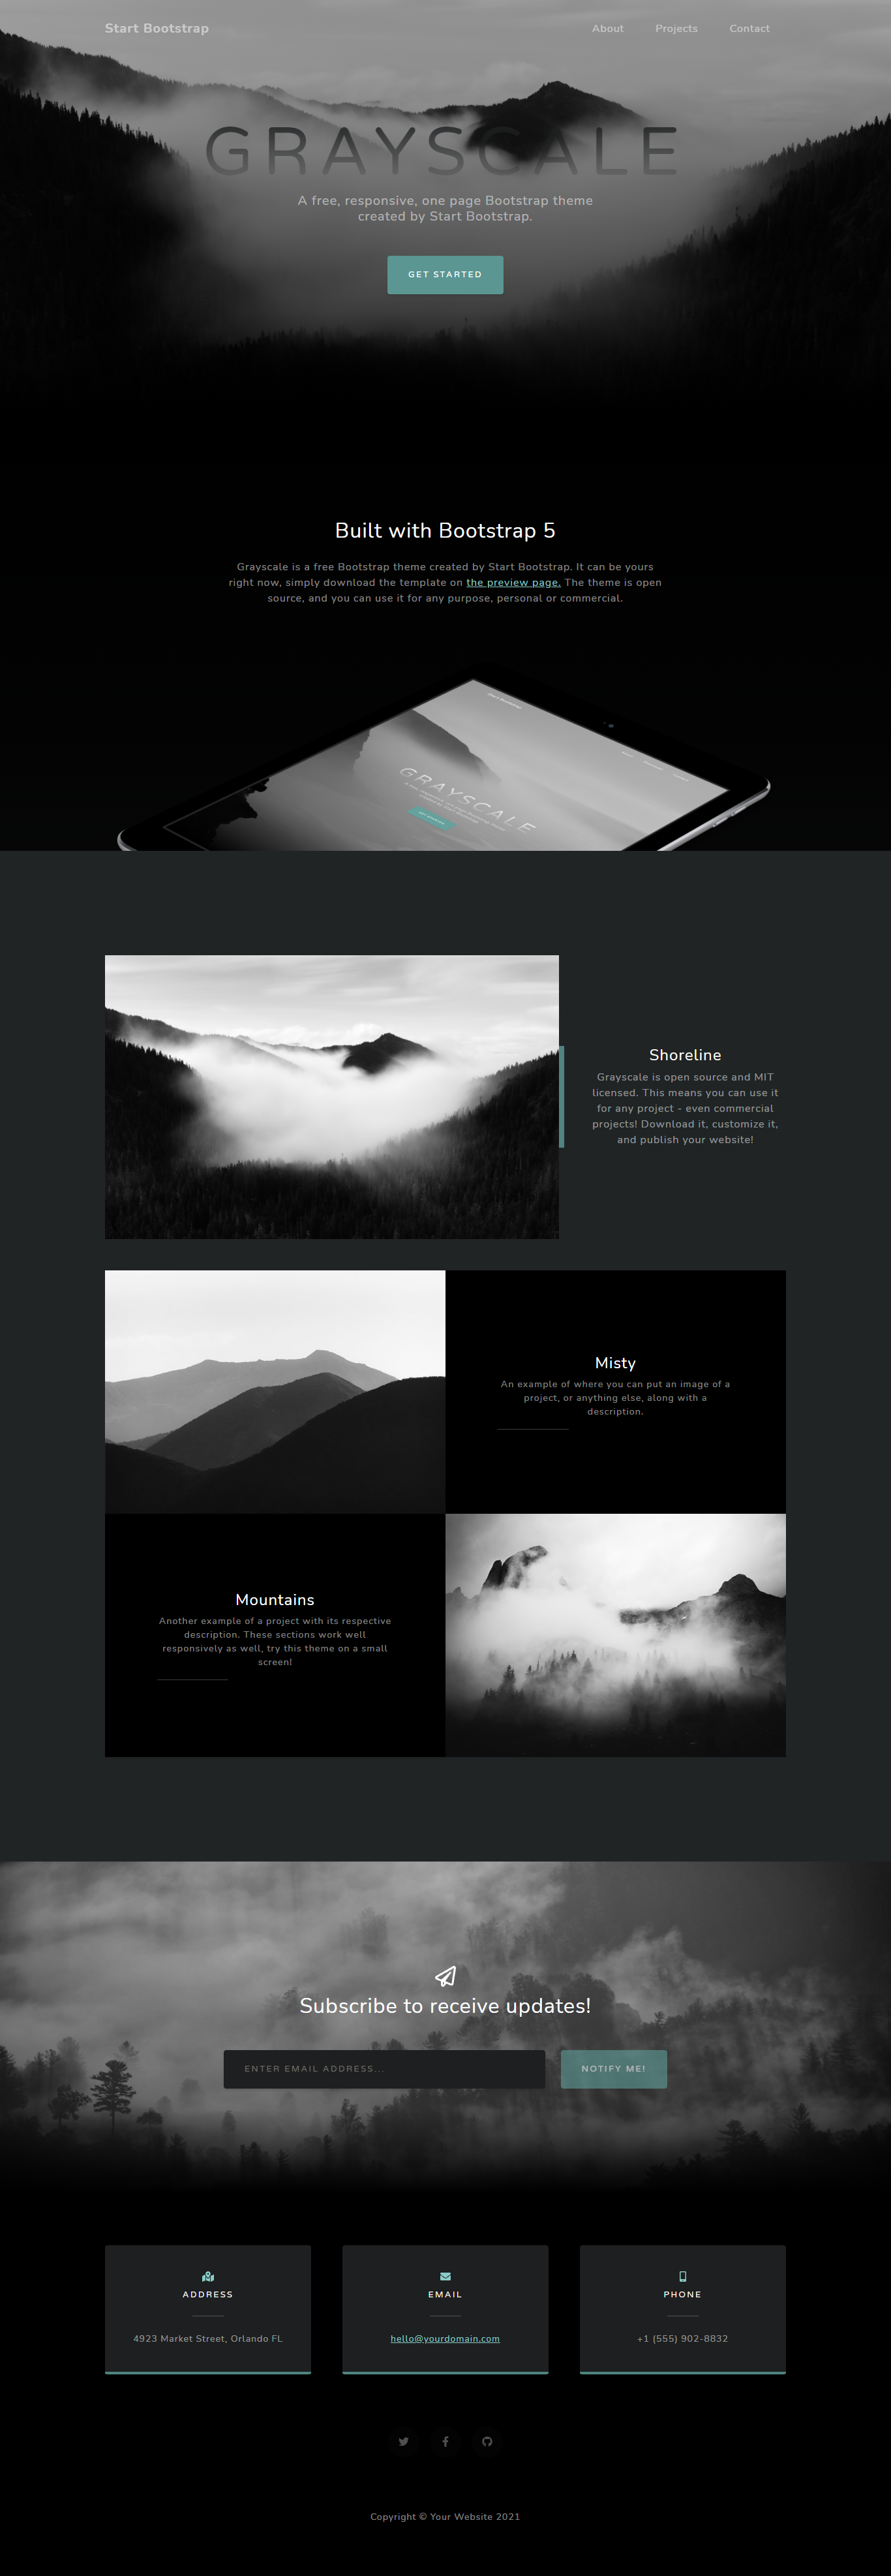 Start Bootstrap
About Projects Contact
GRAYSCALE
A free, responsive, one page Bootstrap theme
created by Start Bootstrap.
GET STARTED
Built with Bootstrap 5
Grayscale is a free Bootstrap theme created by Start Bootstrap. It can be yours
right now, simply download the template on the preview page. The theme is open
source, and you can use it for any purpose, personal or commercial.
GRAYSCALE
Shoreline
Grayscale is open source and MIT
licensed. This means you can use it
for any project - even commercial
projects! Download it, customize it,
and publish your website!
Misty
An example of where you can put an image of a
project, or anything else, along with a
description.
Mountains
Another example of a project with its respective
description. These sections work well
responsively as well, try this theme on a small
screen!
Subscribe to receive updates!
ENTER EMAIL ADDRESS...
NOTIFY ME!
ADDRESS
4923 Market Street, Orlando FL
EMAIL
hello@yourdomain.com
PHONE
+1 (555) 902-8832
Copyright © Your Website 2021